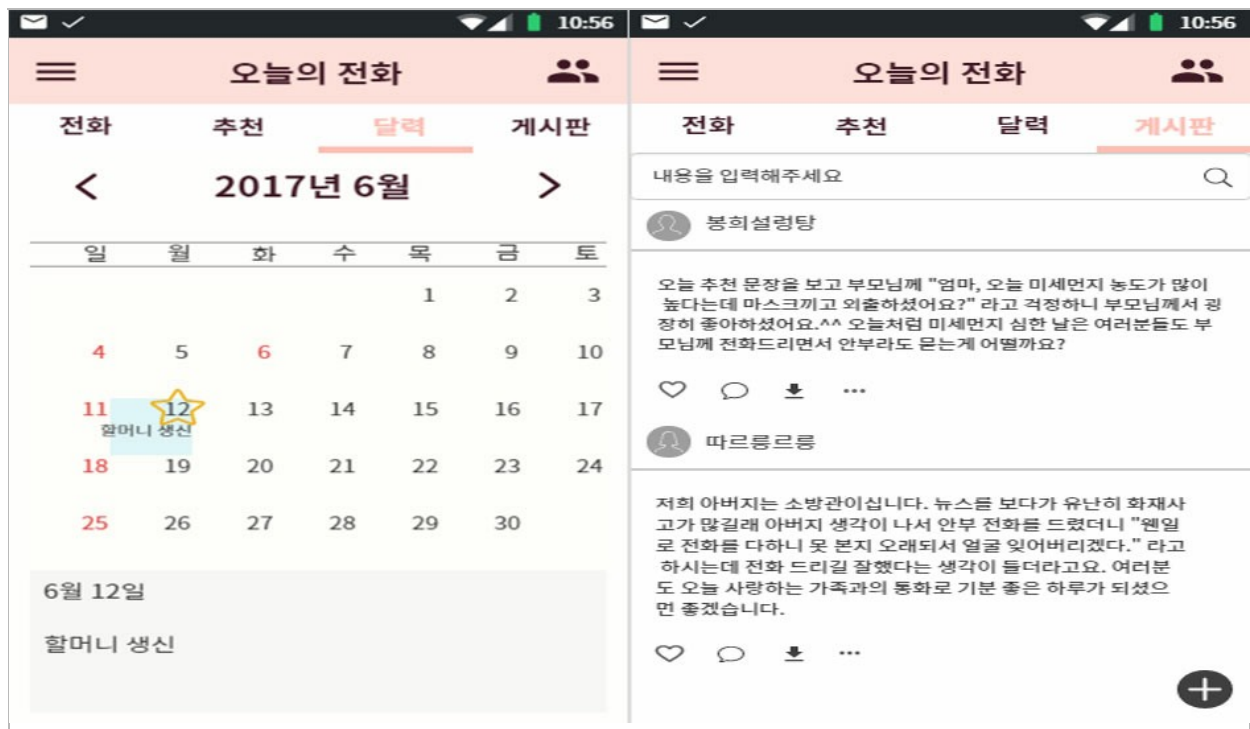 10:56
오늘의 전화
전화 추천 달력 게시판
< 2017년 6월 >
일 월 화 수 목 금 토
1 2 3
4 5 6 7 8 9 10
11 12 13 14 15 16 17
할머니 생신
18 19 20 21 22 23 24
25 26 27 28 29 30
6월 12일
할머니 생신
10:56
오늘의 전화
전화 추천 달력 게시판
내용을 입력해주세요
봉희설렁탕
오늘 추천 문장을 보고 부모님께 "엄마, 오늘 미세먼지 농도가 많이
높다는데 마스크끼고 외출하셨어요?" 라고 걱정하니 부모님께서 굉
장히 좋아하셨어요.^^ 오늘처럼 미세먼지 심한 날은 여러분들도 부
모님께 전화드리면서 안부라도 묻는게 어떨까요?
따르릉르릉
저희 아버지는 소방관이십니다. 뉴스를 보다가 유난히 화재사
고가 많길래 아버지 생각이 나서 안부 전화를 드렸더니 "웬일
로 전화를 다하니 못 본지 오래되서 얼굴 잊어버리겠다." 라고
하시는데 전화 드리길 잘했다는 생각이 들더라고요. 여러분
도 오늘 사랑하는 가족과의 통화로 기분 좋은 하루가 되셨으
면 좋겠습니다.